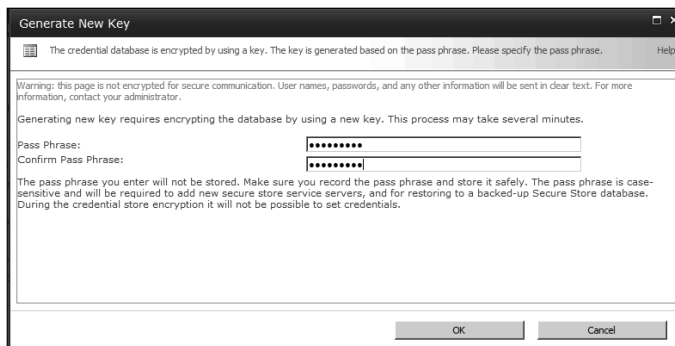 Generate New Key
The credential database is encrypted by using a key. The key is generated based on the pass phrase. Please specify the pass phrase.
Help
Warning: this page is not encrypted for secure communication. User names, passwords, and any other information will be sent in clear text. For more
information, contact your administrator.
Generating new key requires encrypting the database by using a new key. This process may take several minutes.
Pass Phrase: •••••••••
Confirm Pass Phrase: •••••••••
The pass phrase you enter will not be stored. Make sure you record the pass phrase and store it safely. The pass phrase is case-
sensitive and will be required to add new secure store service servers, and for restoring to a backed-up Secure Store database.
During the credential store encryption it will not be possible to set credentials.
OK
Cancel